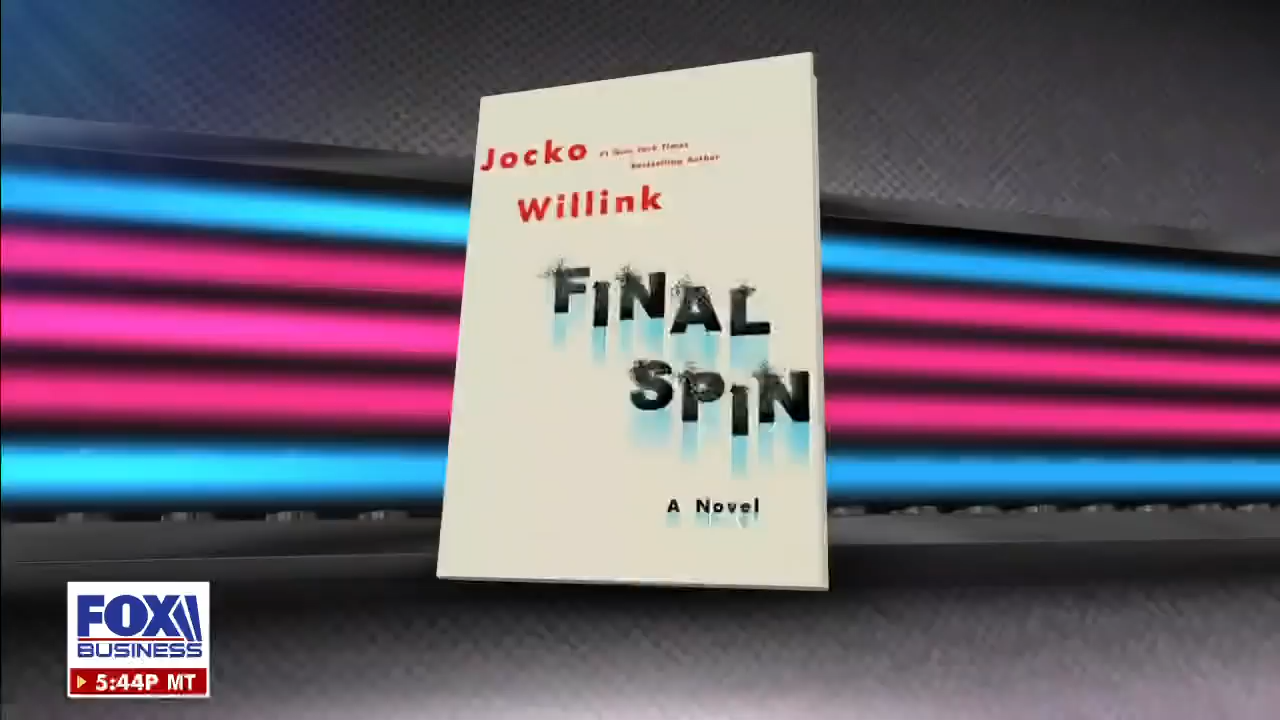 Jocko #1 New York Times
Bestselling Author
Willink
FINAL
SPIN
A Novel
FOX
BUSINESS
5:44P MT